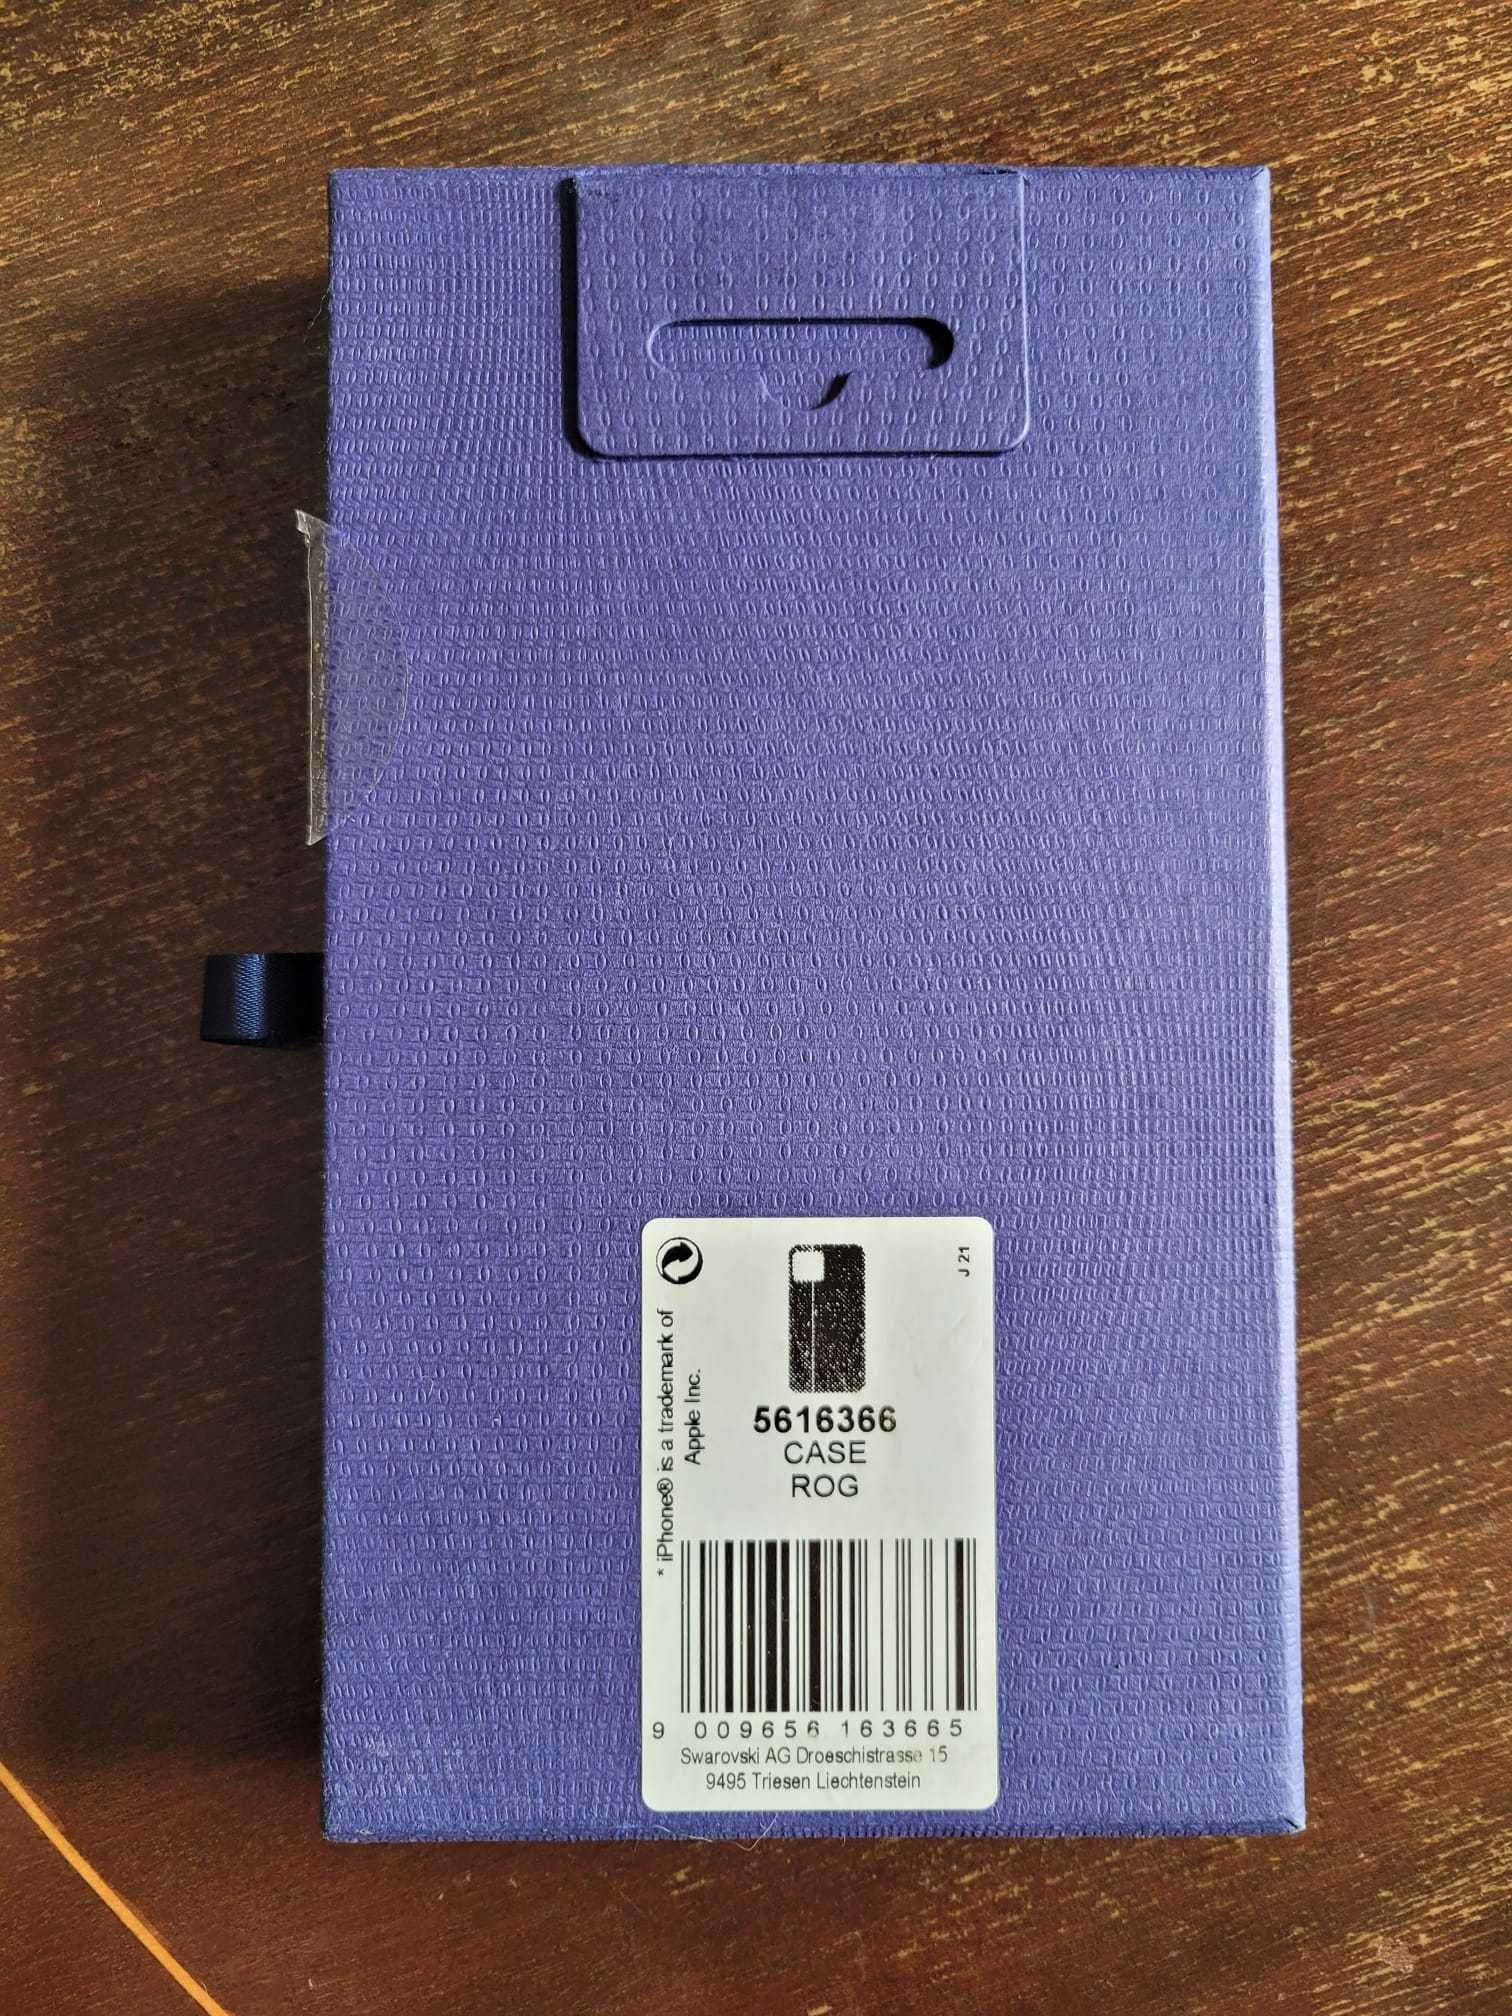 J 21
* iPhone® is a trademark of
Apple Inc.
5616366
CASE
ROG
9 009656 163665
Swarovski AG Droeschistrasse 15
9495 Triesen Liechtenstein